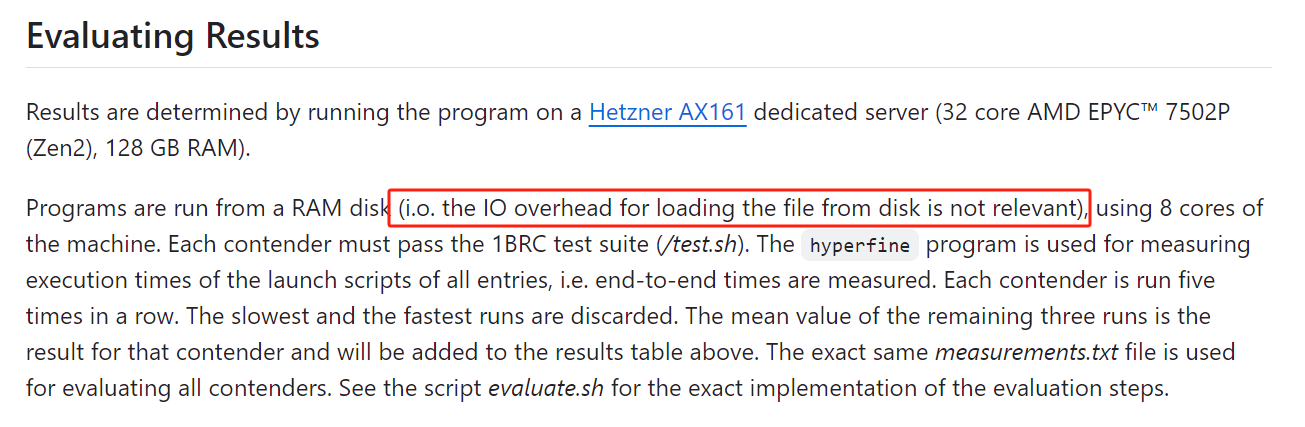 Evaluating Results
Results are determined by running the program on a Hetzner AX161 dedicated server (32 core AMD EPYC™ 7502P
(Zen2), 128 GB RAM).
Programs are run from a RAM disk (i.o. the IO overhead for loading the file from disk is not relevant), using 8 cores of
the machine. Each contender must pass the 1BRC test suite (/test.sh). The hyperfine program is used for measuring
execution times of the launch scripts of all entries, i.e. end-to-end times are measured. Each contender is run five
times in a row. The slowest and the fastest runs are discarded. The mean value of the remaining three runs is the
result for that contender and will be added to the results table above. The exact same measurements.txt file is used
for evaluating all contenders. See the script evaluate.sh for the exact implementation of the evaluation steps.